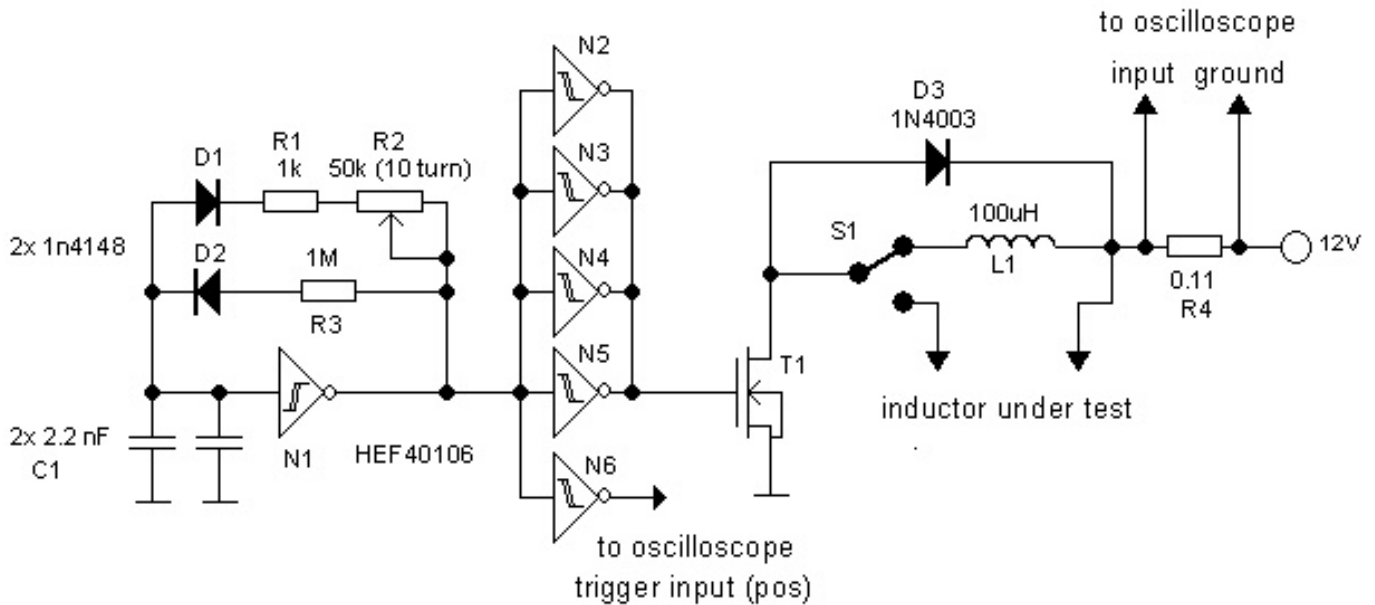 N2
to oscilloscope
input ground
D3
1N4003
D1
R1
1k
R2
50k (10 turn)
N3
100uH
L1
S1
12V
2x 1n4148
D2
1M
R3
N4
0.11
R4
N5
T1
inductor under test
2x 2.2 nF
C1
N1
HEF40106
N6
to oscilloscope
trigger input (pos)